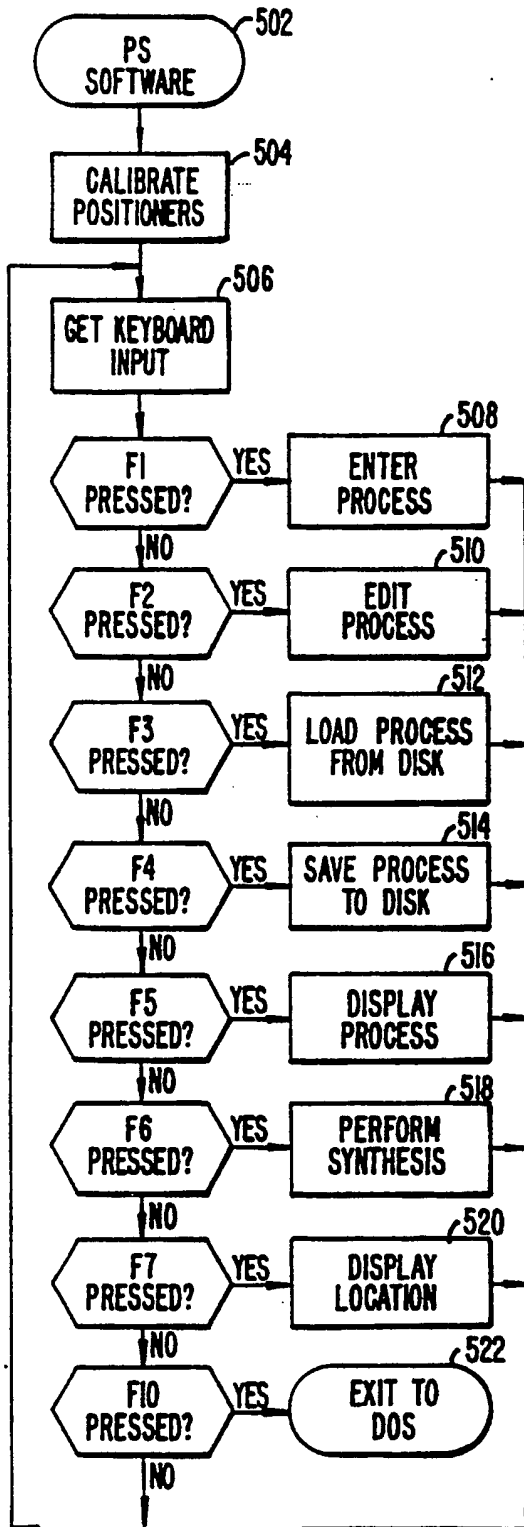 502
PS
SOFTWARE
504
CALIBRATE
POSITIONERS
506
GET KEYBOARD
INPUT
508
F1
PRESSED?
YES
ENTER
PROCESS
NO
510
F2
PRESSED?
YES
EDIT
PROCESS
NO
512
F3
PRESSED?
YES
LOAD PROCESS
FROM DISK
NO
514
F4
PRESSED?
YES
SAVE PROCESS
TO DISK
NO
516
F5
PRESSED?
YES
DISPLAY
PROCESS
NO
518
F6
PRESSED?
YES
PERFORM
SYNTHESIS
NO
520
F7
PRESSED?
YES
DISPLAY
LOCATION
NO
522
F10
PRESSED?
YES
EXIT TO
DOS
NO